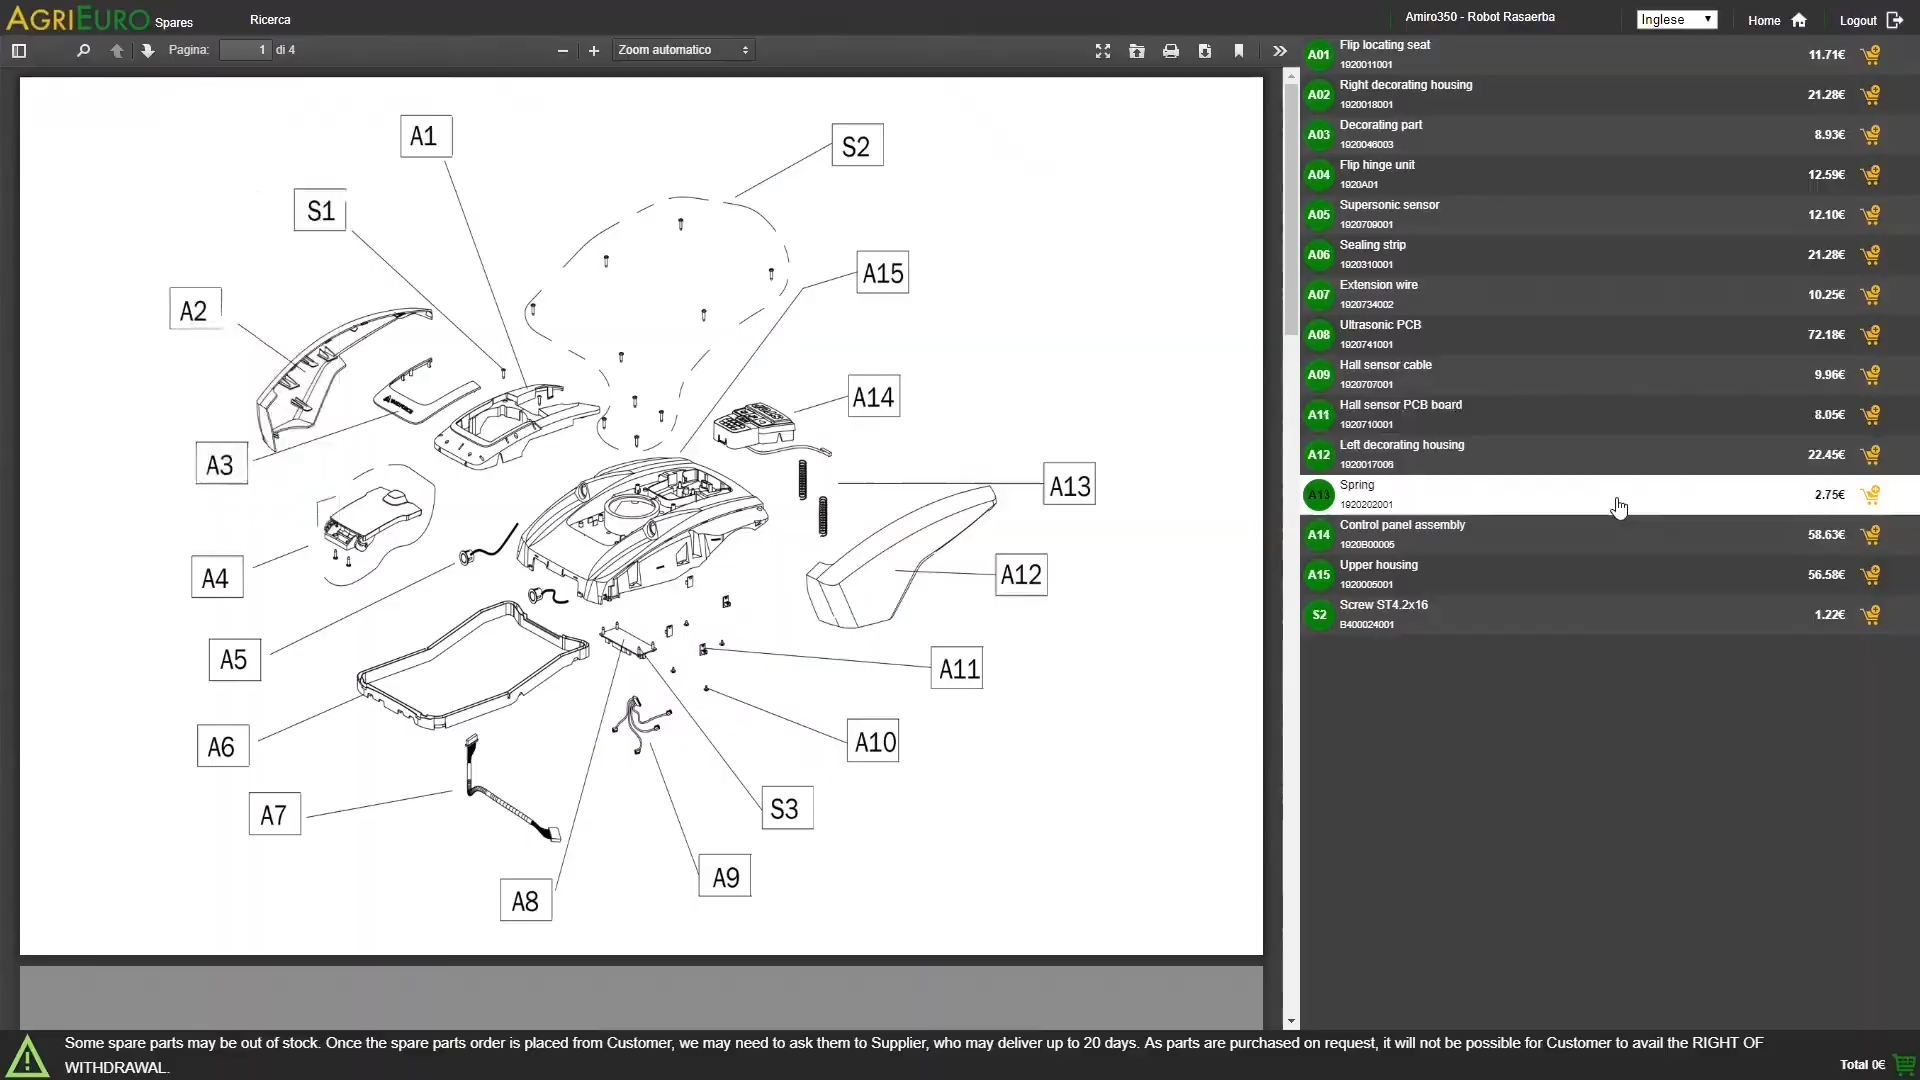 AGRIEURO Spares
Ricerca
Amiro350 - Robot Rasaerba
Inglese
Home
Logout
Pagina: 1 di 4
Zoom automatico
A1
S2
S1
A15
A2
A14
A3
A13
A4
A12
A5
A11
A6
A10
A7
S3
A9
A8
A01 Flip locating seat 11.71€
1920011001
A02 Right decorating housing 21.28€
1920018001
A03 Decorating part 8.93€
1920046003
A04 Flip hinge unit 12.59€
1920A01
A05 Supersonic sensor 12.10€
1920709001
A06 Sealing strip 21.28€
1920310001
A07 Extension wire 10.25€
1920734002
A08 Ultrasonic PCB 72.18€
1920741001
A09 Hall sensor cable 9.96€
1920707001
A11 Hall sensor PCB board 8.05€
1920710001
A12 Left decorating housing 22.45€
1920017006
A13 Spring 2.75€
1920202001
A14 Control panel assembly 58.63€
1920B00005
A15 Upper housing 56.58€
1920005001
S2 Screw ST4.2x16 1.22€
B400024001
Some spare parts may be out of stock. Once the spare parts order is placed from Customer, we may need to ask them to Supplier, who may deliver up to 20 days. As parts are purchased on request, it will not be possible for Customer to avail the RIGHT OF
WITHDRAWAL.
Total 0€